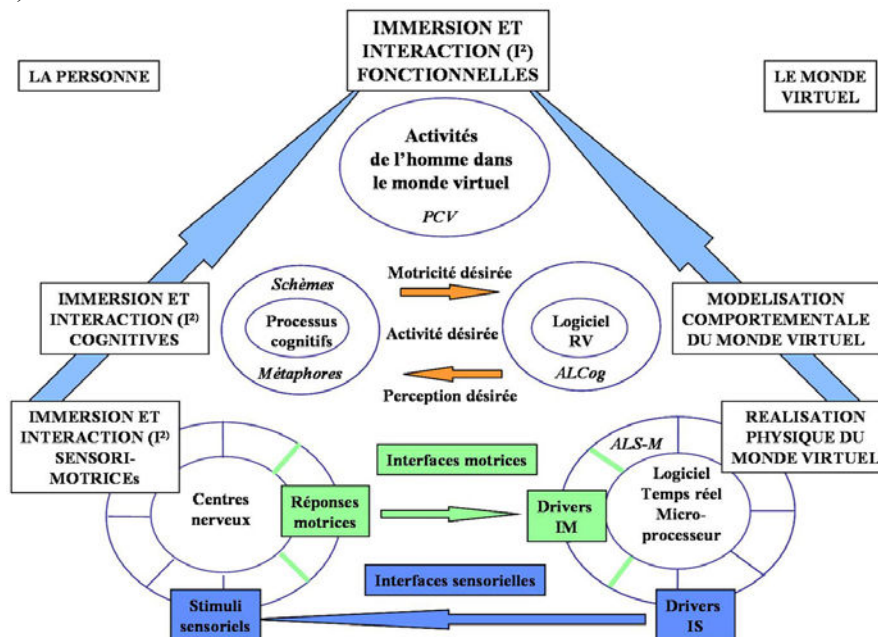 IMMERSION ET
INTERACTION (I²)
FONCTIONNELLES
LA PERSONNE
LE MONDE
VIRTUEL
Activités
de l'homme dans
le monde virtuel
PCV
IMMERSION ET
INTERACTION (I²)
COGNITIVES
Schèmes
Processus
cognitifs
Métaphores
Motricité désirée
Activité désirée
Perception désirée
Logiciel
RV
ALCog
MODELISATION
COMPORTEMENTALE
DU MONDE VIRTUEL
IMMERSION ET
INTERACTION (I²)
SENSORI-
MOTRICEs
REALISATION
PHYSIQUE DU
MONDE VIRTUEL
Centres
nerveux
Réponses
motrices
Interfaces motrices
ALS-M
Logiciel
Temps réel
Micro-
processeur
Drivers
IM
Interfaces sensorielles
Stimuli
sensoriels
Drivers
IS